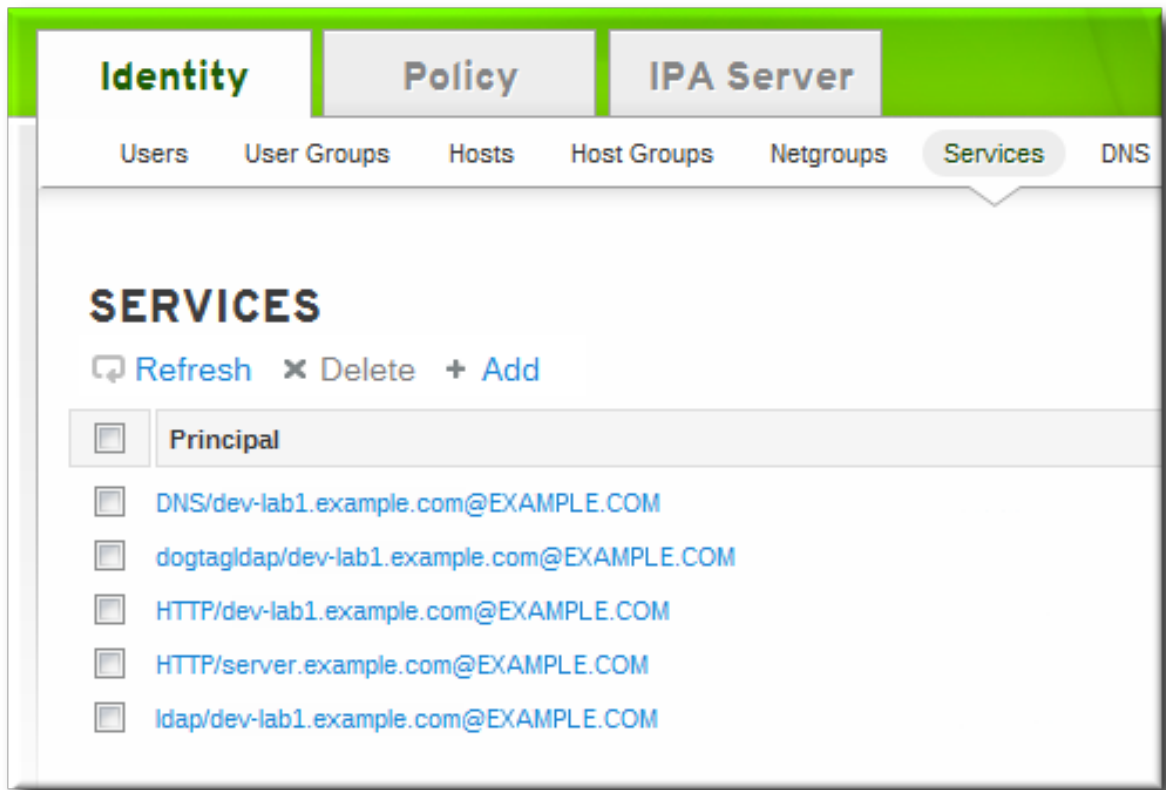 Identity Policy IPA Server
Users User Groups Hosts Host Groups Netgroups Services DNS
SERVICES
Refresh Delete + Add
Principal
DNS/dev-lab1.example.com@EXAMPLE.COM
dogtagldap/dev-lab1.example.com@EXAMPLE.COM
HTTP/dev-lab1.example.com@EXAMPLE.COM
HTTP/server.example.com@EXAMPLE.COM
ldap/dev-lab1.example.com@EXAMPLE.COM